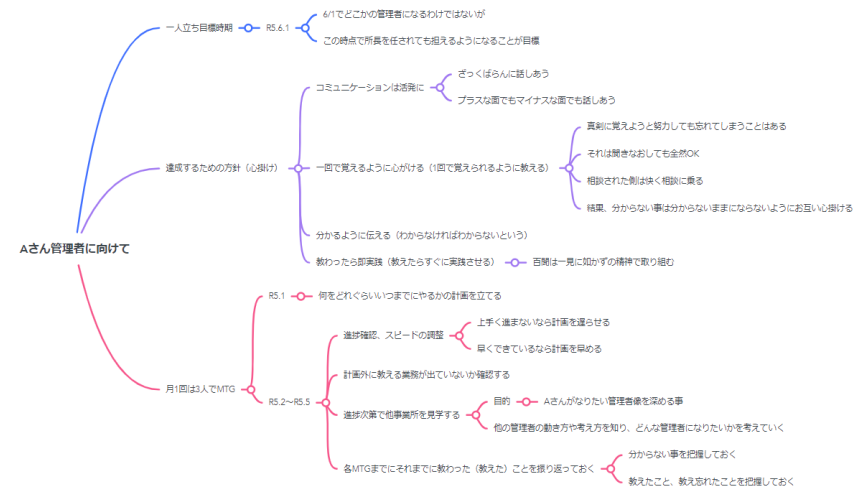 Aさん管理者に向けて
一人立ち目標時期
R5.6.1
6/1でどこかの管理者になるわけではないが
この時点で所長を任されても担えるようになることが目標
達成するための方針（心掛け）
コミュニケーションは活発に
ざっくばらんに話しあう
プラスな面でもマイナスな面でも話しあう
一回で覚えるように心がける（1回で覚えられるように教える）
真剣に覚えようと努力しても忘れてしまうことはある
それは聞きなおしても全然OK
相談された側は快く相談に乗る
結果、分からない事は分からないままにならないようにお互い心掛ける
分かるように伝える（わからなければわからないという）
教わったら即実践（教えたらすぐに実践させる）
百聞は一見に如かずの精神で取り組む
月1回は3人でMTG
R5.1
何をどれぐらいいつまでにやるかの計画を立てる
R5.2～R5.5
進捗確認、スピードの調整
上手く進まないなら計画を遅らせる
早くできているなら計画を早める
計画外に教える業務が出ていないか確認する
進捗次第で他事業所を見学する
目的
Aさんがなりたい管理者像を深める事
他の管理者の動き方や考え方を知り、どんな管理者になりたいかを考えていく
各MTGまでにそれまでに教わった（教えた）ことを振り返っておく
分からない事を把握しておく
教えたこと、教え忘れたことを把握しておく